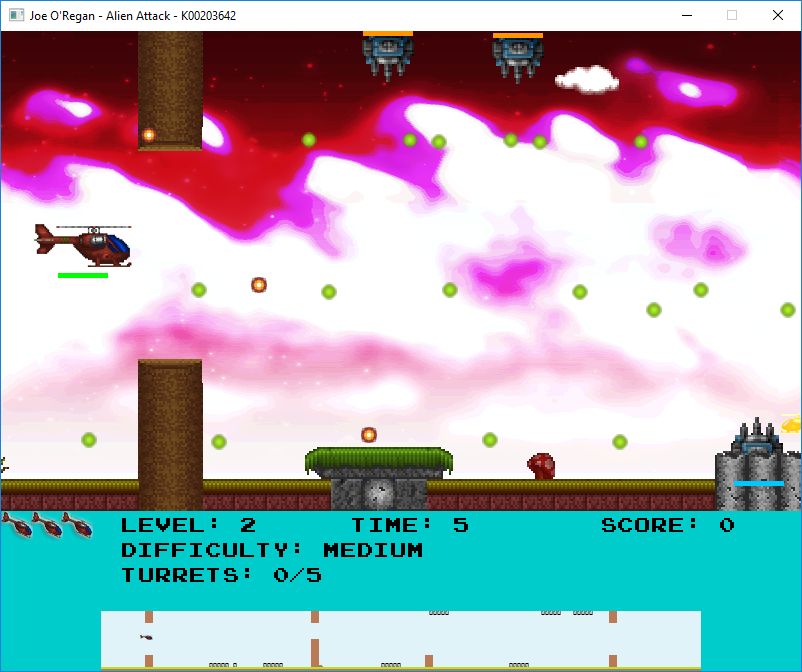 Joe O'Regan - Alien Attack - K00203642
LEVEL: 2 TIME: 5 SCORE: 0
DIFFICULTY: MEDIUM
TURRETS: 0/5